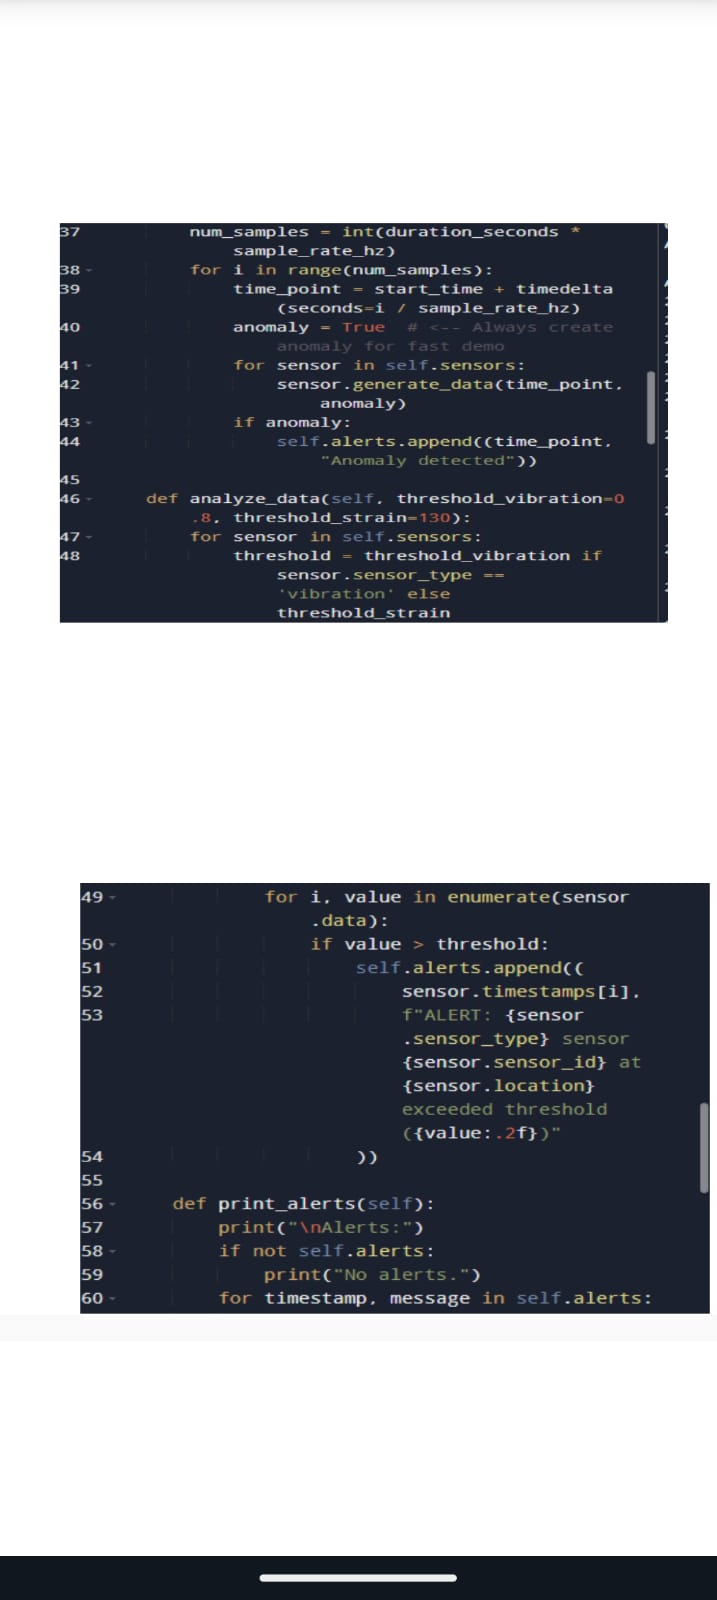 37 num_samples = int(duration_seconds *
sample_rate_hz)
38 for i in range(num_samples):
39 time_point = start_time + timedelta
(seconds=i / sample_rate_hz)
40 anomaly = True # <-- Always create
anomaly for fast demo
41 for sensor in self.sensors:
42 sensor.generate_data(time_point,
anomaly)
43 if anomaly:
44 self.alerts.append((time_point,
"Anomaly detected"))
45
46 def analyze_data(self, threshold_vibration=0
.8, threshold_strain=130):
47 for sensor in self.sensors:
48 threshold = threshold_vibration if
sensor.sensor_type ==
'vibration' else
threshold_strain
49 for i, value in enumerate(sensor
.data):
50 if value > threshold:
51 self.alerts.append((
52 sensor.timestamps[i],
53 f"ALERT: {sensor
.sensor_type} sensor
{sensor.sensor_id} at
{sensor.location}
exceeded threshold
({value:.2f})"
54 ))
55
56 def print_alerts(self):
57 print("\nAlerts:")
58 if not self.alerts:
59 print("No alerts.")
60 for timestamp, message in self.alerts: